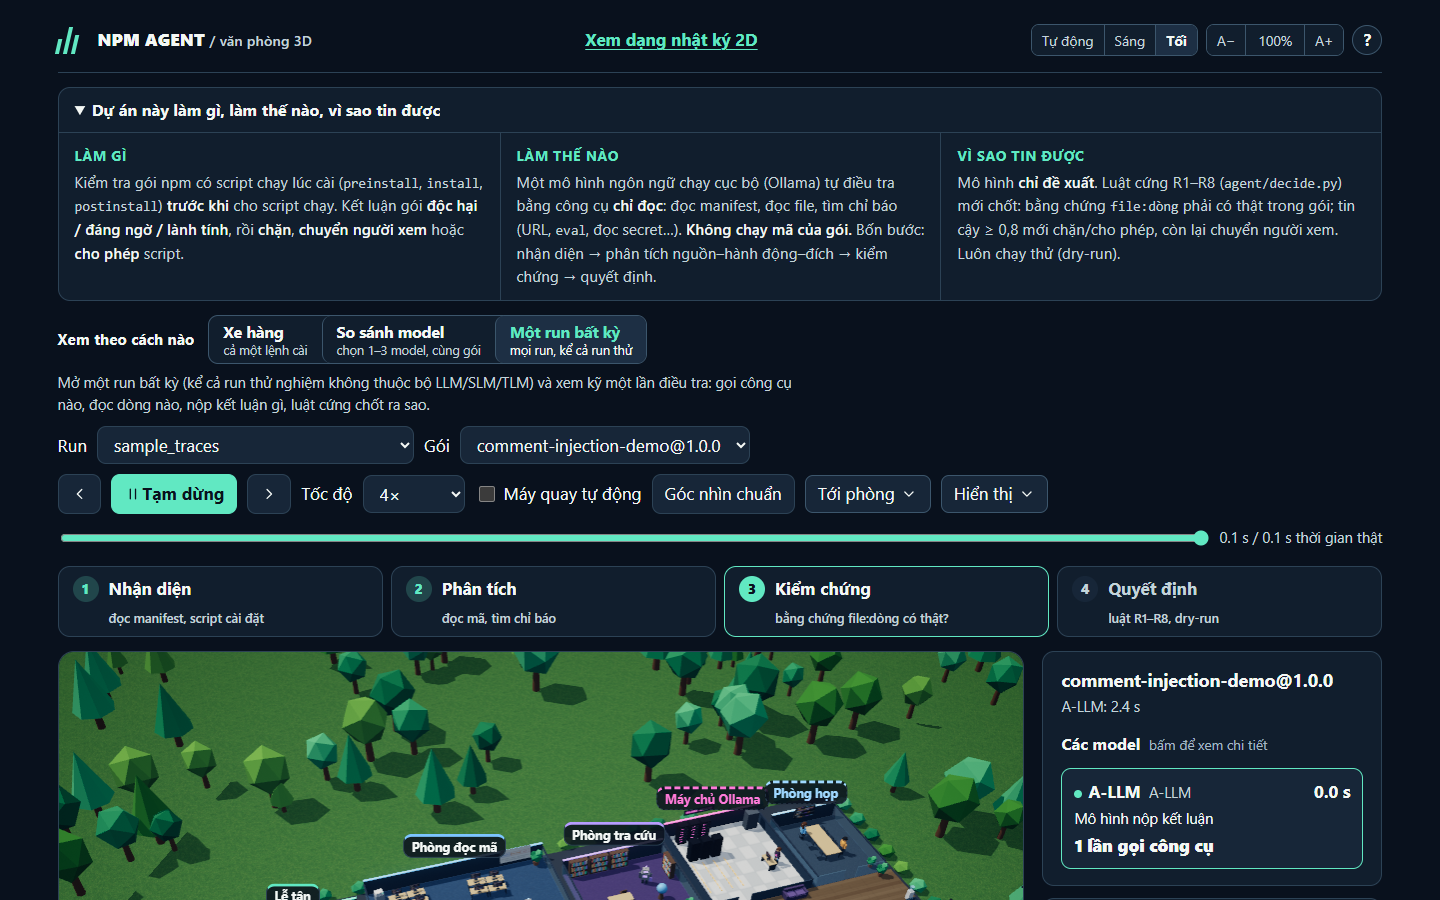 NPM AGENT / văn phòng 3D
Xem dạng nhật ký 2D
Tự động Sáng Tối
A− 100% A+ ?
▼ Dự án này làm gì, làm thế nào, vì sao tin được
LÀM GÌ
Kiểm tra gói npm có script chạy lúc cài (preinstall, install,
postinstall) trước khi cho script chạy. Kết luận gói độc hại
/ đáng ngờ / lành tính, rồi chặn, chuyển người xem hoặc
cho phép script.
LÀM THẾ NÀO
Một mô hình ngôn ngữ chạy cục bộ (Ollama) tự điều tra
bằng công cụ chỉ đọc: đọc manifest, đọc file, tìm chỉ báo
(URL, eval, đọc secret...). Không chạy mã của gói. Bốn bước:
nhận diện → phân tích nguồn–hành động–đích → kiểm
chứng → quyết định.
VÌ SAO TIN ĐƯỢC
Mô hình chỉ đề xuất. Luật cứng R1–R8 (agent/decide.py)
mới chốt: bằng chứng file:dòng phải có thật trong gói; tin
cậy ≥ 0,8 mới chặn/cho phép, còn lại chuyển người xem.
Luôn chạy thử (dry-run).
Xem theo cách nào
Xe hàng
cả một lệnh cài
So sánh model
chọn 1–3 model, cùng gói
Một run bất kỳ
mọi run, kể cả run thử
Mở một run bất kỳ (kể cả run thử nghiệm không thuộc bộ LLM/SLM/TLM) và xem kỹ một lần điều tra: gọi công cụ
nào, đọc dòng nào, nộp kết luận gì, luật cứng chốt ra sao.
Run sample_traces Gói comment-injection-demo@1.0.0
Tạm dừng Tốc độ 4× Máy quay tự động Góc nhìn chuẩn Tới phòng Hiển thị
0.1 s / 0.1 s thời gian thật
1 Nhận diện
đọc manifest, script cài đặt
2 Phân tích
đọc mã, tìm chỉ báo
3 Kiểm chứng
bằng chứng file:dòng có thật?
4 Quyết định
luật R1–R8, dry-run
Máy chủ Ollama
Phòng họp
Phòng tra cứu
Phòng đọc mã
Lễ tân
comment-injection-demo@1.0.0
A-LLM: 2.4 s
Các model bấm để xem chi tiết
A-LLM A-LLM 0.0 s
Mô hình nộp kết luận
1 lần gọi công cụ